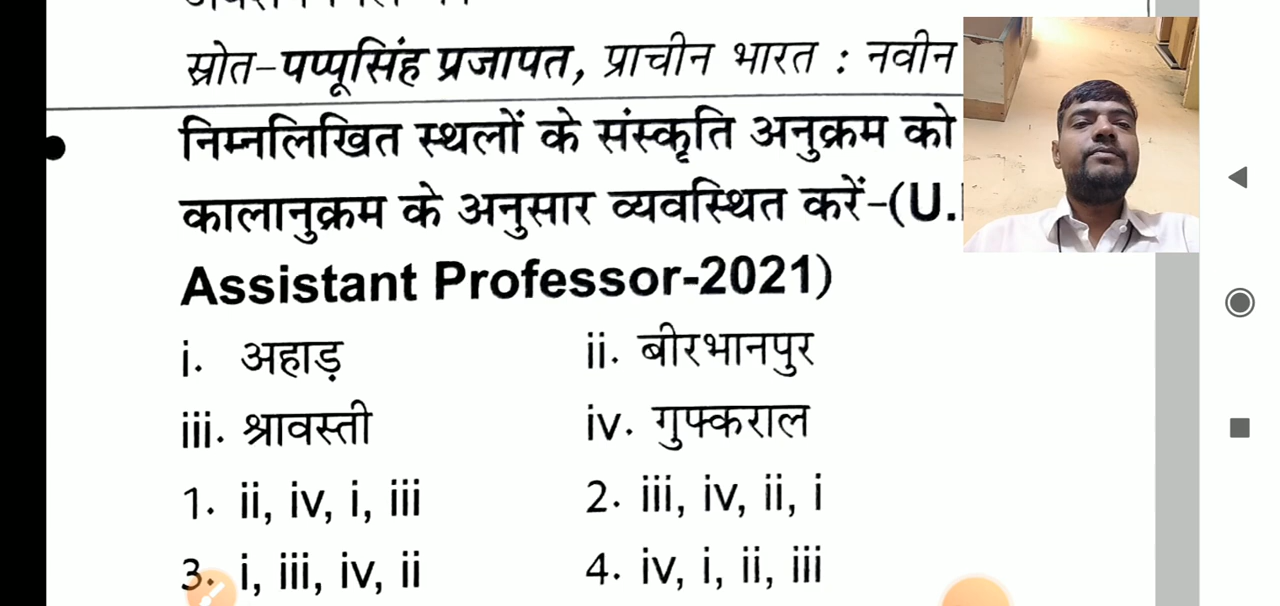 स्रोत–पप्पूसिंह प्रजापत, प्राचीन भारत : नवीन
निम्नलिखित स्थलों के संस्कृति अनुक्रम को
कालानुक्रम के अनुसार व्यवस्थित करें–(U.
Assistant Professor-2021)
i. अहाड़ ii. बीरभानपुर
iii. श्रावस्ती iv. गुफ्कराल
1. ii, iv, i, iii 2. iii, iv, ii, i
3. i, iii, iv, ii 4. iv, i, ii, iii